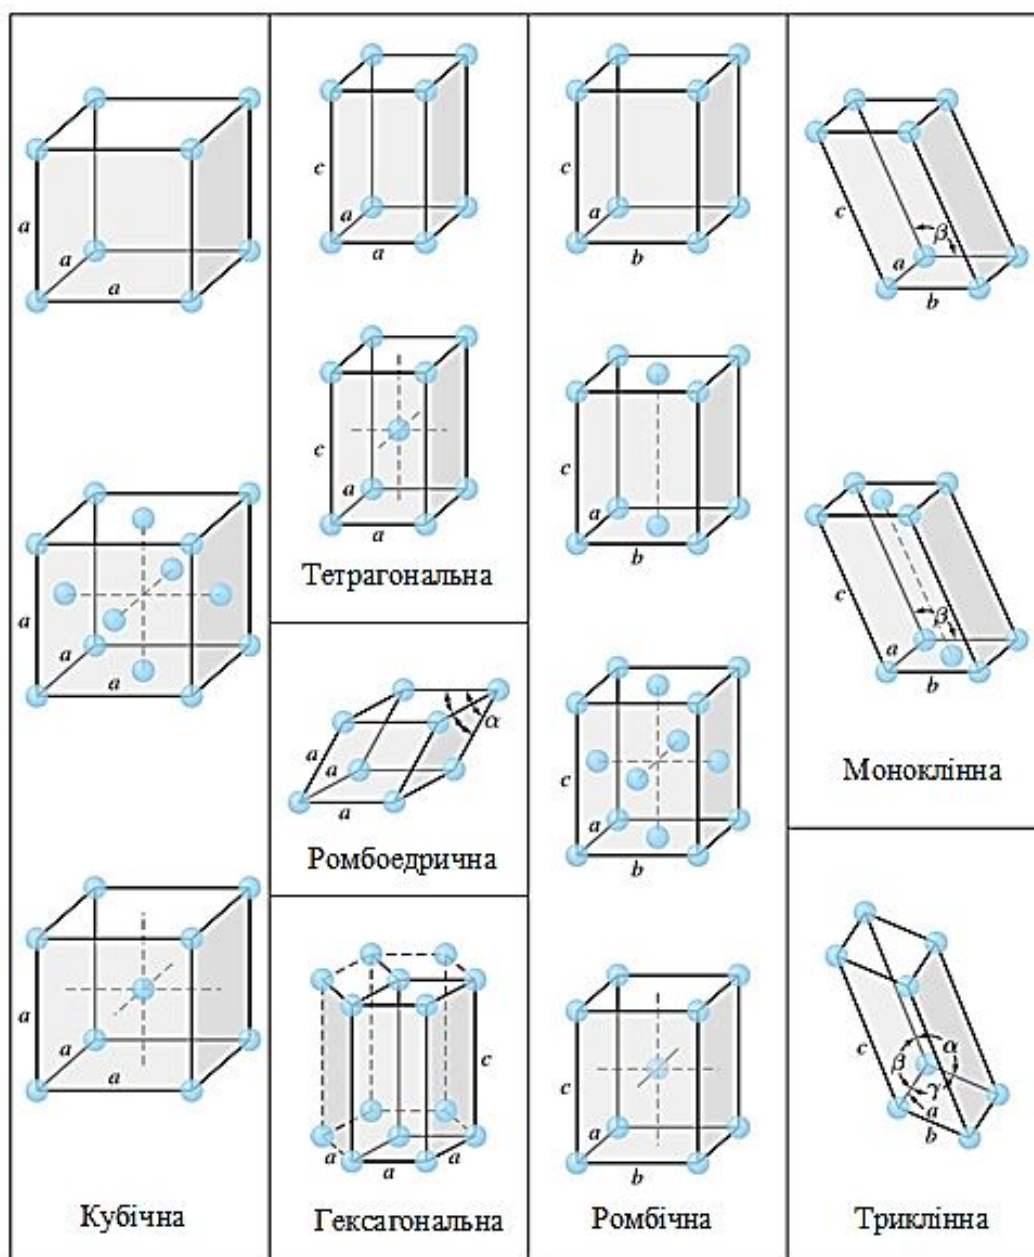 a
a
a
a
a
a
a
a
a
Кубічна
c
a
a
c
a
a
Тетрагональна
α
a
a
a
Ромбоедрична
c
a
a
a
Гексагональна
c
a
b
c
a
b
c
a
b
c
a
b
Ромбічна
c
β
a
b
c
β
a
b
Моноклінна
c
β
α
γ
a
b
Триклінна